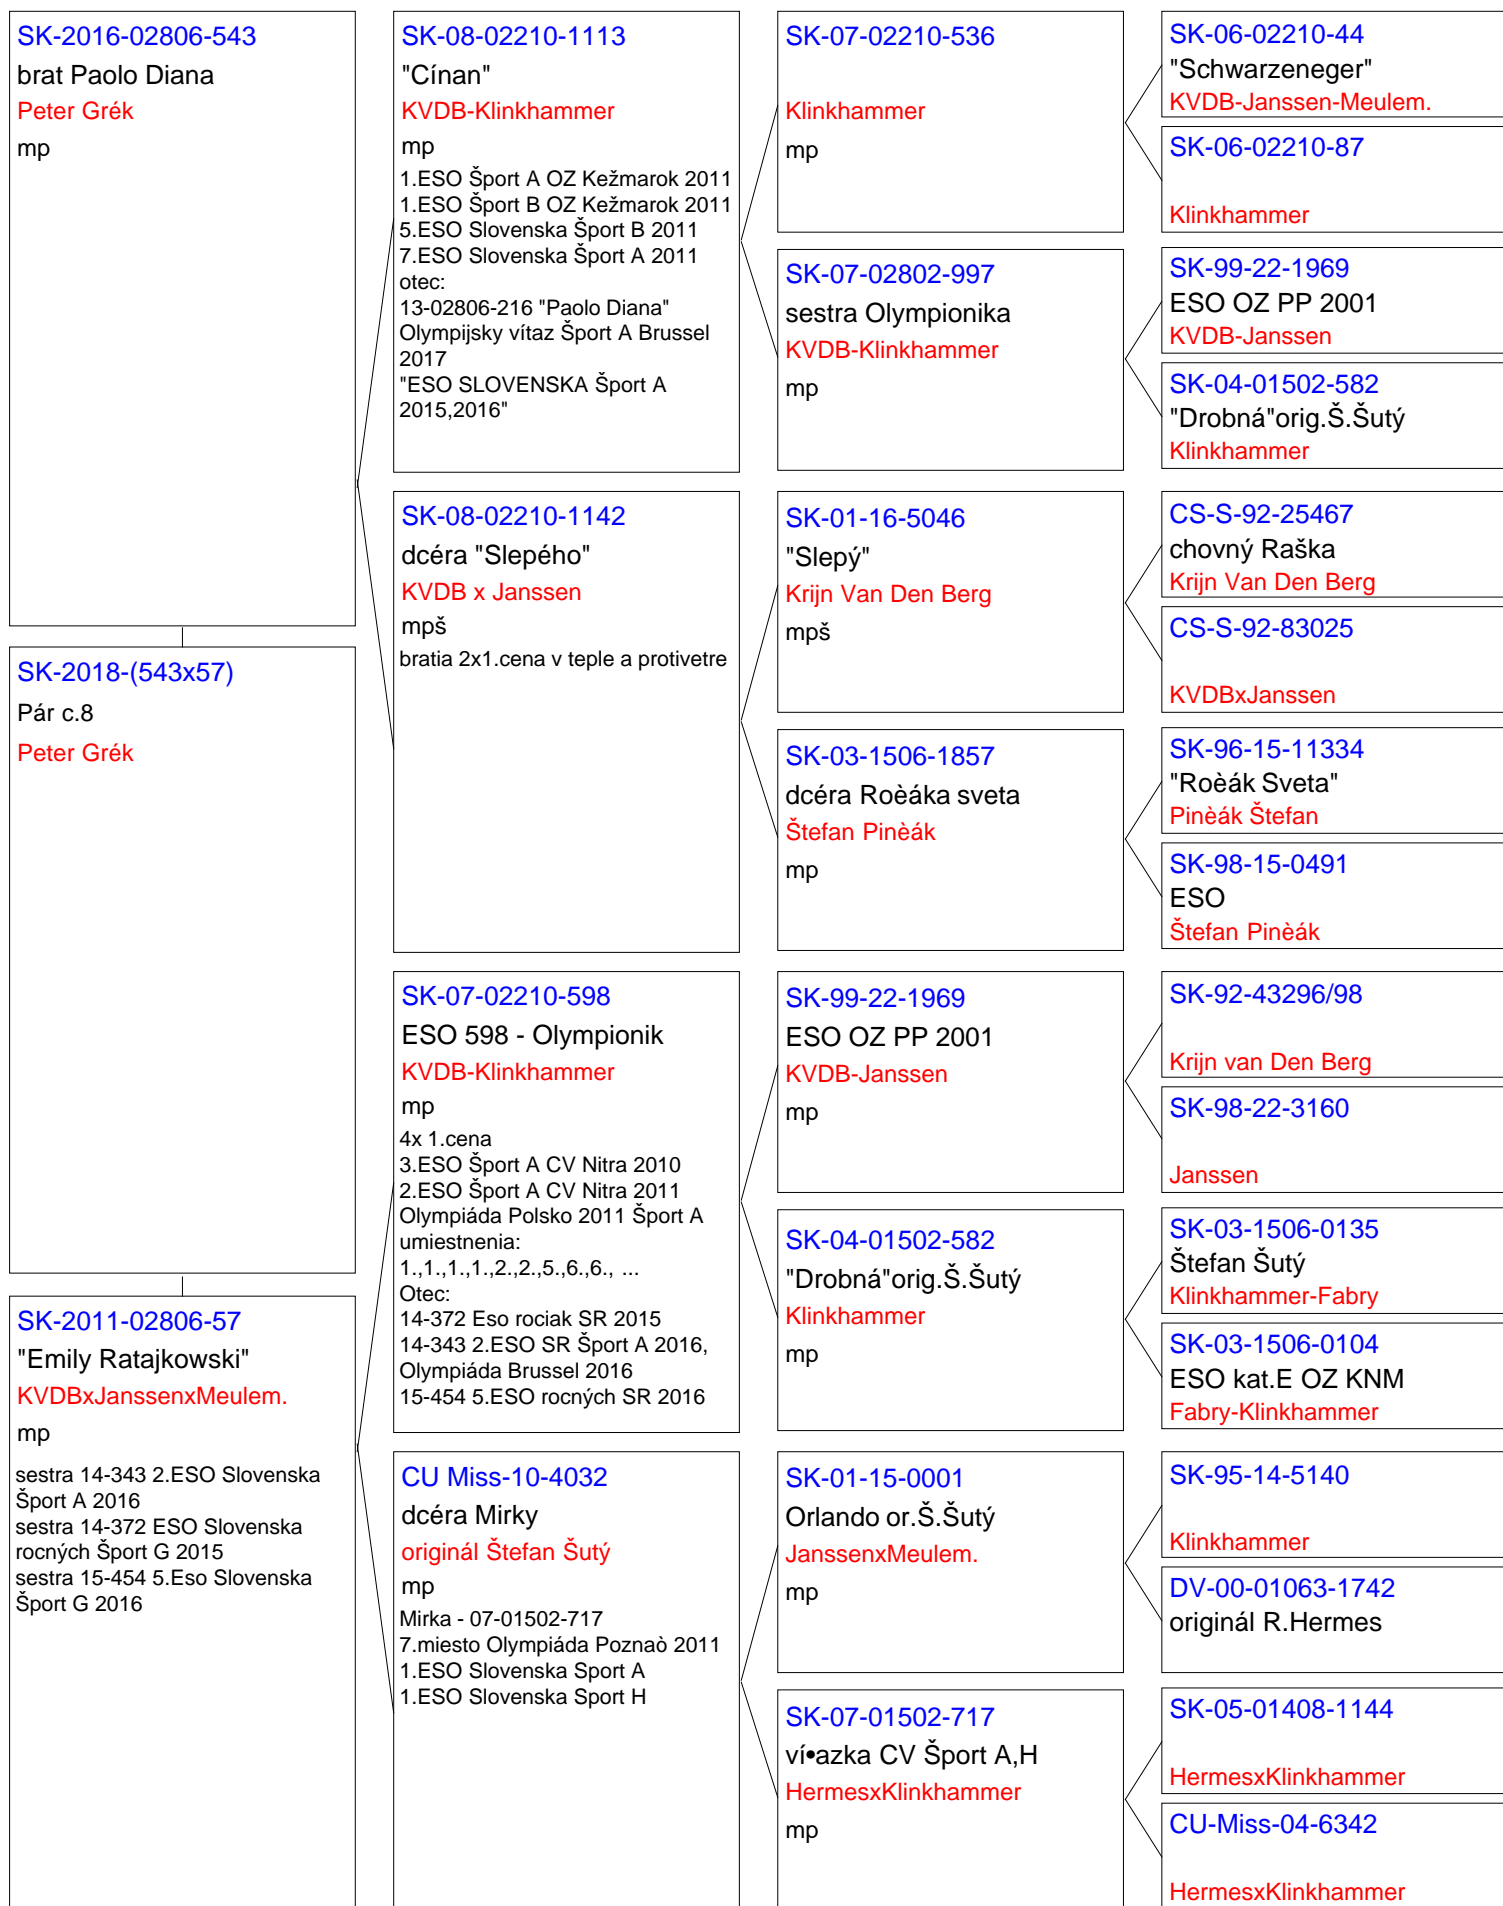 SK-2016-02806-543
brat Paolo Diana
Peter Grék
mp
SK-2018-(543x57)
Pár c.8
Peter Grék
SK-2011-02806-57
"Emily Ratajkowski"
KVDBxJanssenxMeulem.
mp
sestra 14-343 2.ESO Slovenska
Šport A 2016
sestra 14-372 ESO Slovenska
rocných Šport G 2015
sestra 15-454 5.Eso Slovenska
Šport G 2016
SK-08-02210-1113
"Cínan"
KVDB-Klinkhammer
mp
1.ESO Šport A OZ Kežmarok 2011
1.ESO Šport B OZ Kežmarok 2011
5.ESO Slovenska Šport B 2011
7.ESO Slovenska Šport A 2011
otec:
13-02806-216 "Paolo Diana"
Olympijsky vítaz Šport A Brussel
2017
"ESO SLOVENSKA Šport A
2015,2016"
SK-08-02210-1142
dcéra "Slepého"
KVDB x Janssen
mpš
bratia 2x1.cena v teple a protivetre
SK-07-02210-598
ESO 598 - Olympionik
KVDB-Klinkhammer
mp
4x 1.cena
3.ESO Šport A CV Nitra 2010
2.ESO Šport A CV Nitra 2011
Olympiáda Polsko 2011 Šport A
umiestnenia:
1.,1.,1.,1.,2.,2.,5.,6.,6., ...
Otec:
14-372 Eso rociak SR 2015
14-343 2.ESO SR Šport A 2016,
Olympiáda Brussel 2016
15-454 5.ESO rocných SR 2016
CU Miss-10-4032
dcéra Mirky
originál Štefan Šutý
mp
Mirka - 07-01502-717
7.miesto Olympiáda Poznaò 2011
1.ESO Slovenska Sport A
1.ESO Slovenska Sport H
SK-07-02210-536
Klinkhammer
mp
SK-07-02802-997
sestra Olympionika
KVDB-Klinkhammer
mp
SK-01-16-5046
"Slepý"
Krijn Van Den Berg
mpš
SK-03-1506-1857
dcéra Roèáka sveta
Štefan Pinèák
mp
SK-99-22-1969
ESO OZ PP 2001
KVDB-Janssen
mp
SK-04-01502-582
"Drobná"orig.Š.Šutý
Klinkhammer
mp
SK-01-15-0001
Orlando or.Š.Šutý
JanssenxMeulem.
mp
SK-07-01502-717
ví•azka CV Šport A,H
HermesxKlinkhammer
mp
SK-06-02210-44
"Schwarzeneger"
KVDB-Janssen-Meulem.
SK-06-02210-87
Klinkhammer
SK-99-22-1969
ESO OZ PP 2001
KVDB-Janssen
SK-04-01502-582
"Drobná"orig.Š.Šutý
Klinkhammer
CS-S-92-25467
chovný Raška
Krijn Van Den Berg
CS-S-92-83025
KVDBxJanssen
SK-96-15-11334
"Roèák Sveta"
Pinèák Štefan
SK-98-15-0491
ESO
Štefan Pinèák
SK-92-43296/98
Krijn van Den Berg
SK-98-22-3160
Janssen
SK-03-1506-0135
Štefan Šutý
Klinkhammer-Fabry
SK-03-1506-0104
ESO kat.E OZ KNM
Fabry-Klinkhammer
SK-95-14-5140
Klinkhammer
DV-00-01063-1742
originál R.Hermes
SK-05-01408-1144
HermesxKlinkhammer
CU-Miss-04-6342
HermesxKlinkhammer